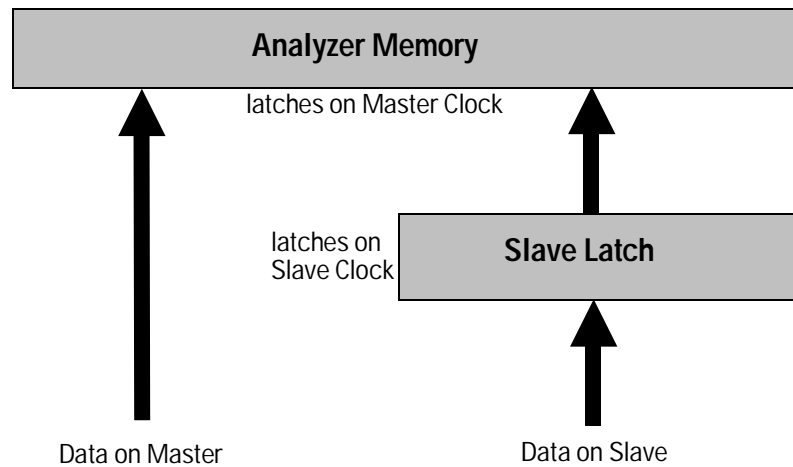 Analyzer Memory
latches on Master Clock
latches on
Slave Clock
Slave Latch
Data on Master
Data on Slave